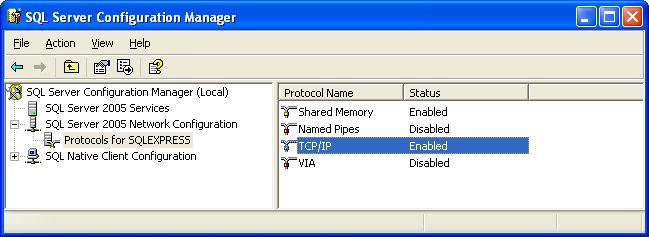 SQL Server Configuration Manager
File Action View Help
SQL Server Configuration Manager (Local)
SQL Server 2005 Services
SQL Server 2005 Network Configuration
Protocols for SQLEXPRESS
SQL Native Client Configuration
Protocol Name Status
Shared Memory Enabled
Named Pipes Disabled
TCP/IP Enabled
VIA Disabled